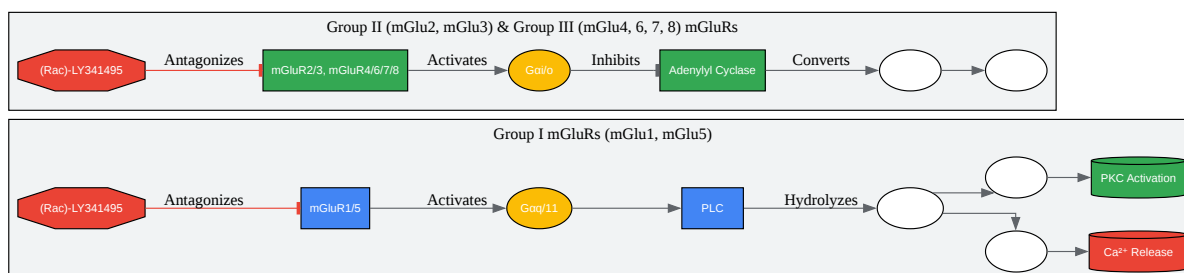 Group II (mGlu2, mGlu3) & Group III (mGlu4, 6, 7, 8) mGluRs
(Rac)-LY341495
Antagonizes
mGluR2/3, mGluR4/6/7/8
Activates
Gαi/o
Inhibits
Adenylyl Cyclase
Converts
Group I mGluRs (mGlu1, mGlu5)
(Rac)-LY341495
Antagonizes
mGluR1/5
Activates
Gαq/11
PLC
Hydrolyzes
PKC Activation
Ca²⁺ Release